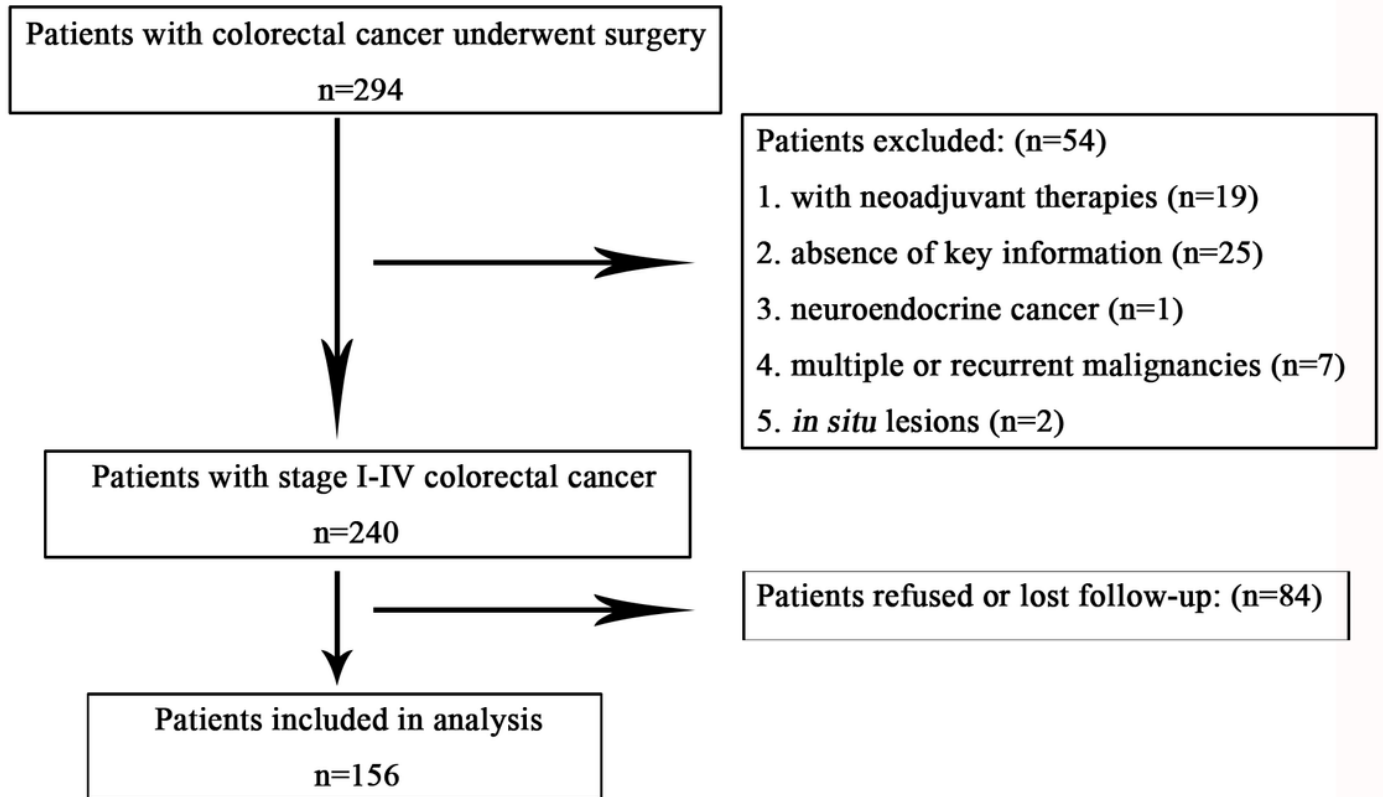 Patients with colorectal cancer underwent surgery
n=294
Patients excluded: (n=54)
1. with neoadjuvant therapies (n=19)
2. absence of key information (n=25)
3. neuroendocrine cancer (n=1)
4. multiple or recurrent malignancies (n=7)
5. in situ lesions (n=2)
Patients with stage I-IV colorectal cancer
n=240
Patients refused or lost follow-up: (n=84)
Patients included in analysis
n=156